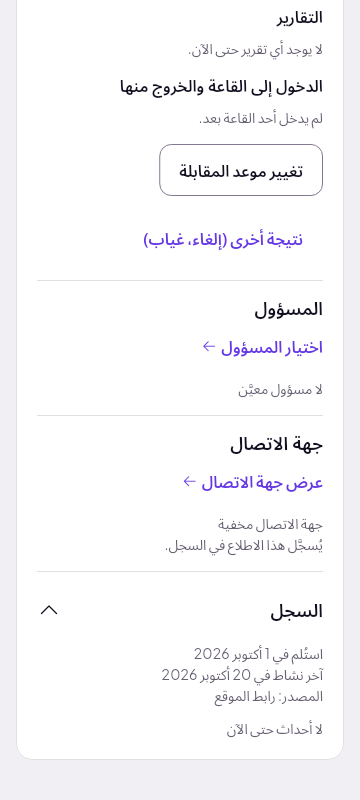 التقارير
لا يوجد أي تقرير حتى الآن.
الدخول إلى القاعة والخروج منها
لم يدخل أحد القاعة بعد.
تغيير موعد المقابلة
نتيجة أخرى (إلغاء، غياب)
المسؤول
اختيار المسؤول ←
لا مسؤول معيَّن
جهة الاتصال
عرض جهة الاتصال ←
جهة الاتصال مخفية
يُسجَّل هذا الاطلاع في السجل.
السجل
استُلم في 1 أكتوبر 2026
آخر نشاط في 20 أكتوبر 2026
المصدر: رابط الموقع
لا أحداث حتى الآن